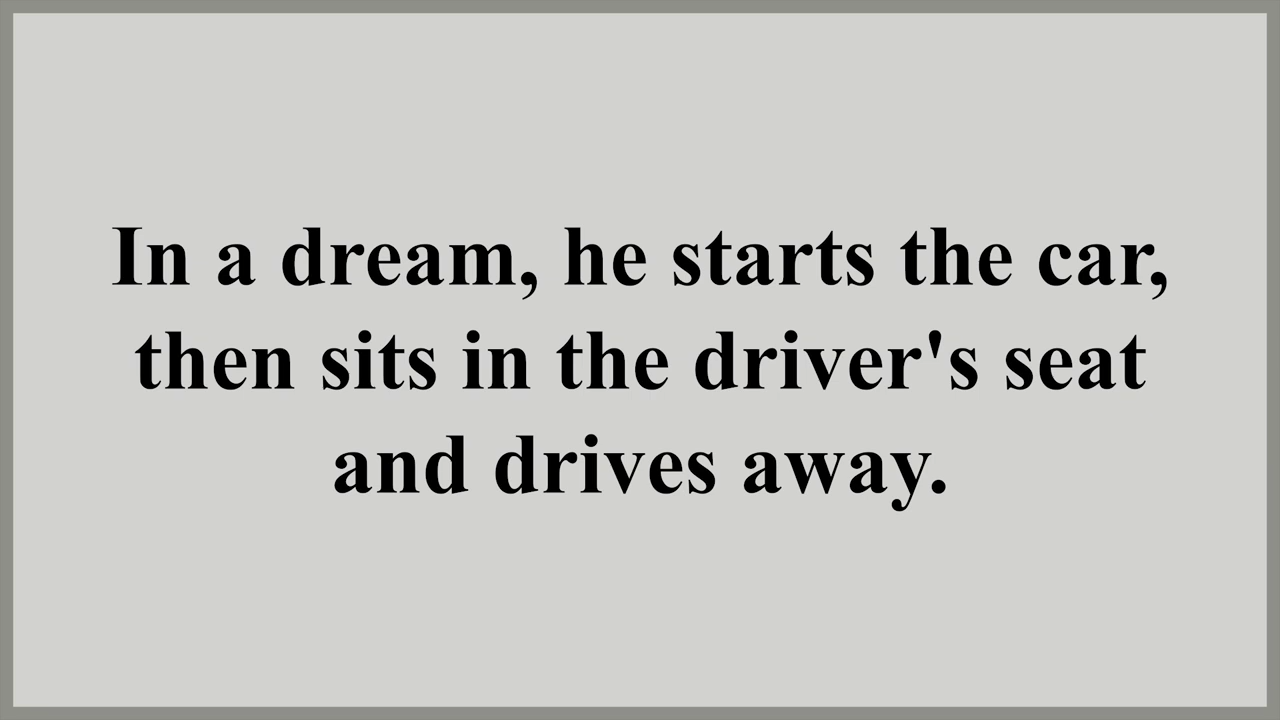 In a dream, he starts the car,
then sits in the driver's seat
and drives away.